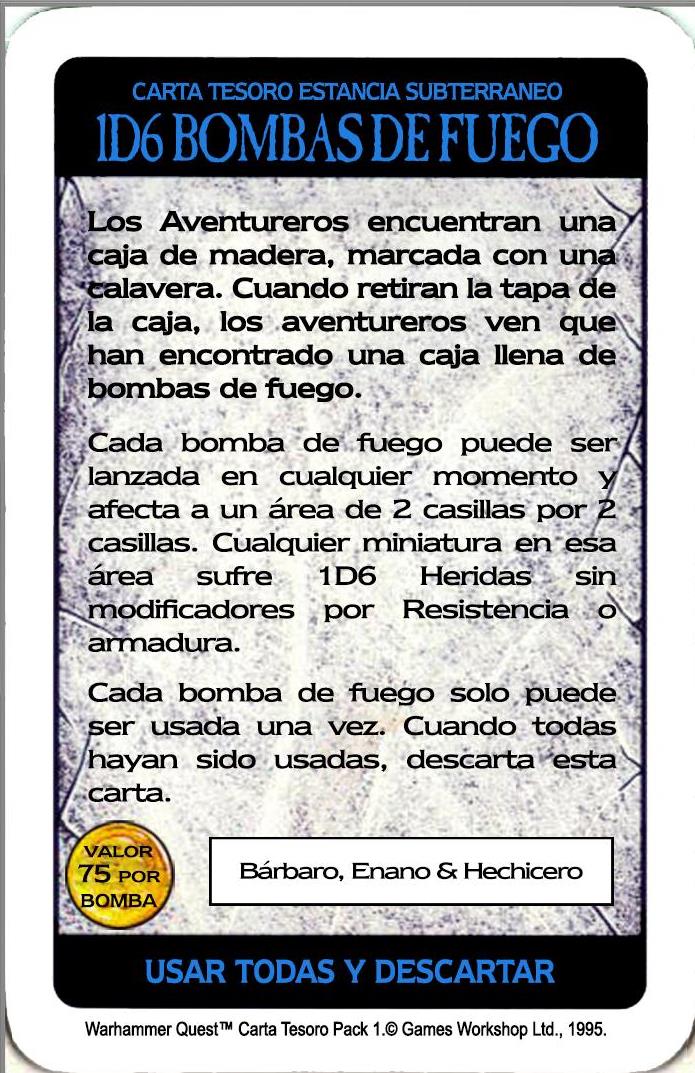 CARTA TESORO ESTANCIA SUBTERRANEO
1D6 BOMBAS DE FUEGO
Los Aventureros encuentran una
caja de madera, marcada con una
calavera. Cuando retiran la tapa de
la caja, los aventureros ven que
han encontrado una caja llena de
bombas de fuego.
Cada bomba de fuego puede ser
lanzada en cualquier momento y
afecta a un área de 2 casillas por 2
casillas. Cualquier miniatura en esa
área sufre 1D6 Heridas sin
modificadores por Resistencia o
armadura.
Cada bomba de fuego solo puede
ser usada una vez. Cuando todas
hayan sido usadas, descarta esta
carta.
VALOR
75 POR
BOMBA
Bárbaro, Enano & Hechicero
USAR TODAS Y DESCARTAR
Warhammer Quest™ Carta Tesoro Pack 1.© Games Workshop Ltd., 1995.